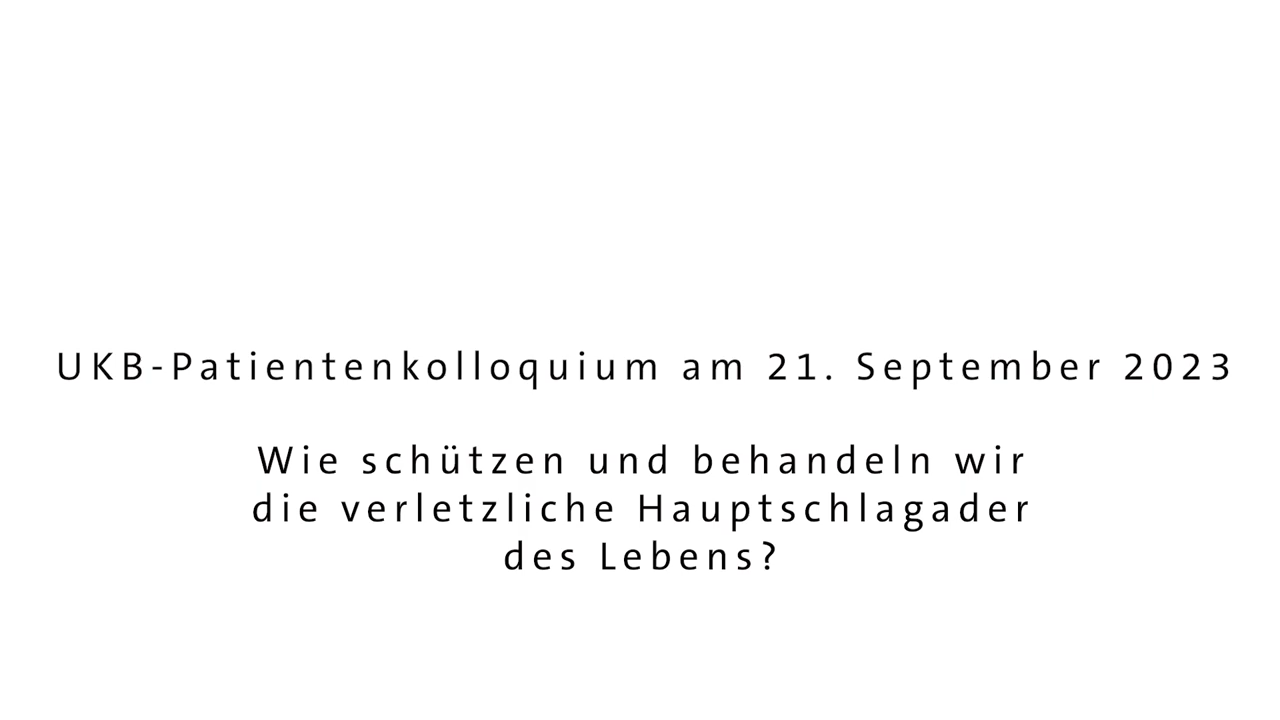 UKB-Patientenkolloquium am 21. September 2023
Wie schützen und behandeln wir
die verletzliche Hauptschlagader
des Lebens?